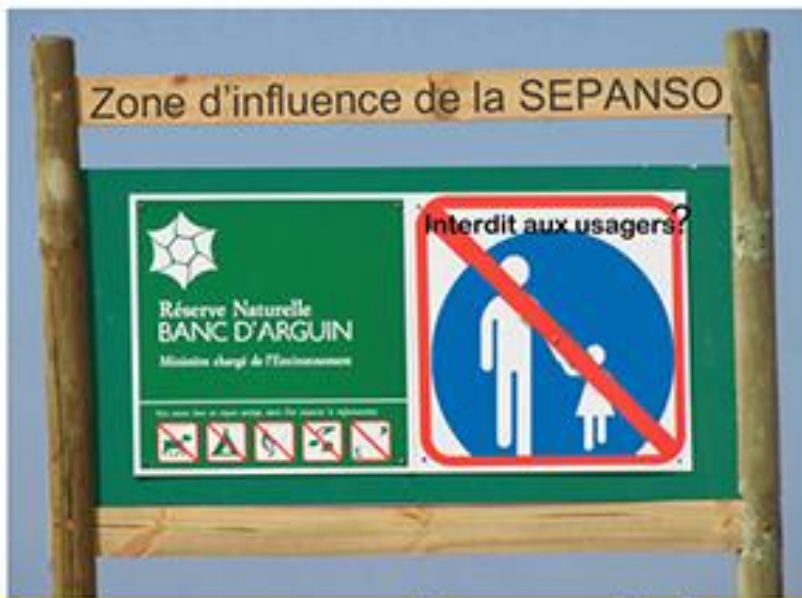 Zone d'influence de la SEPANSO
Interdit aux usagers?
Réserve Naturelle
BANC D'ARGUIN
Ministère chargé de l'Environnement